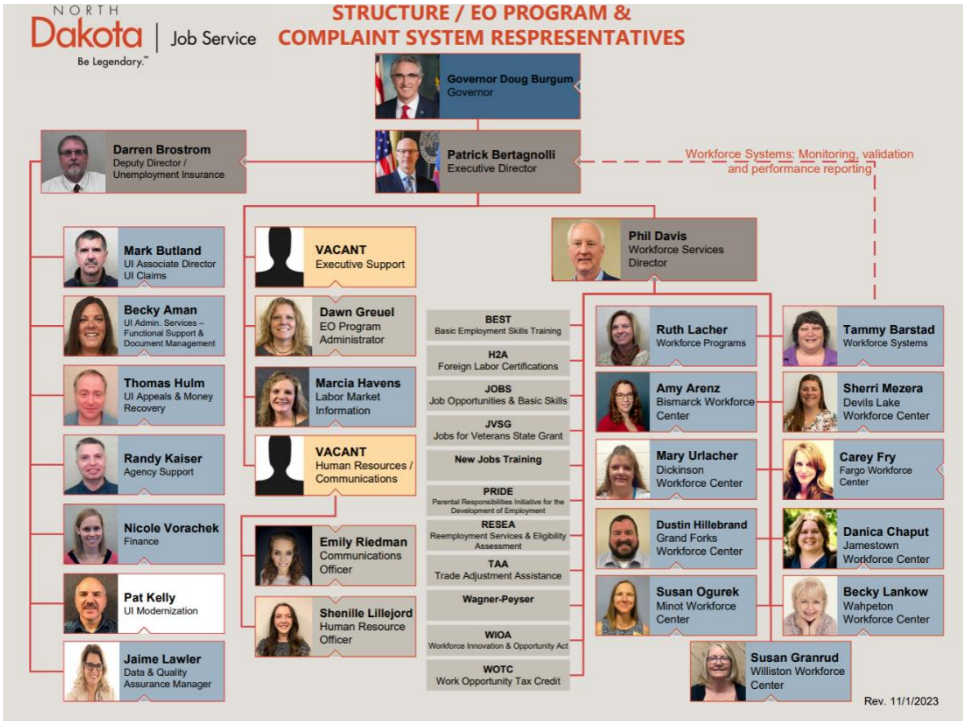 NORTH
Dakota | Job Service
Be Legendary.™
STRUCTURE / EO PROGRAM &
COMPLAINT SYSTEM RESPRESENTATIVES
Governor Doug Burgum
Governor
Darren Brostrom
Deputy Director /
Unemployment Insurance
Patrick Bertagnolli
Executive Director
Workforce Systems: Monitoring, validation
and performance reporting
Phil Davis
Workforce Services
Director
Mark Butland
UI Associate Director
UI Claims
Becky Aman
UI Admin. Services –
Functional Support &
Document Management
Thomas Hulm
UI Appeals & Money
Recovery
Randy Kaiser
Agency Support
Nicole Vorachek
Finance
Pat Kelly
UI Modernization
Jaime Lawler
Data & Quality
Assurance Manager
VACANT
Executive Support
Dawn Greuel
EO Program
Administrator
Marcia Havens
Labor Market
Information
VACANT
Human Resources /
Communications
Emily Riedman
Communications
Officer
Shenille Lillejord
Human Resource
Officer
BEST
Basic Employment Skills Training
H2A
Foreign Labor Certifications
JOBS
Job Opportunities & Basic Skills
JVSG
Jobs for Veterans State Grant
New Jobs Training
PRIDE
Parental Responsibilities Initiative for the
Development of Employment
RESEA
Reemployment Services & Eligibility
Assessment
TAA
Trade Adjustment Assistance
Wagner-Peyser
WIOA
Workforce Innovation & Opportunity Act
WOTC
Work Opportunity Tax Credit
Ruth Lacher
Workforce Programs
Amy Arenz
Bismarck Workforce
Center
Mary Urlacher
Dickinson
Workforce Center
Dustin Hillebrand
Grand Forks
Workforce Center
Susan Ogurek
Minot Workforce
Center
Tammy Barstad
Workforce Systems
Sherri Mezera
Devils Lake
Workforce Center
Carey Fry
Fargo Workforce
Center
Danica Chaput
Jamestown
Workforce Center
Becky Lankow
Wahpeton
Workforce Center
Susan Granrud
Williston Workforce
Center
Rev. 11/1/2023